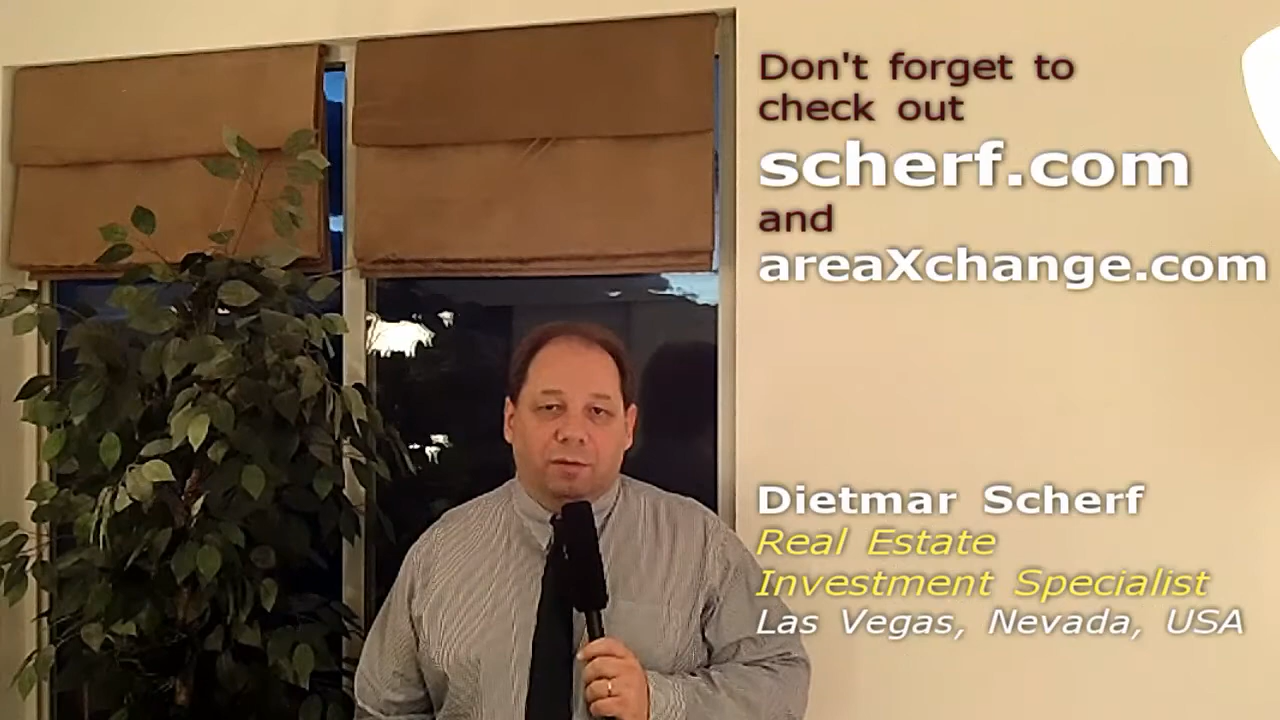 Don't forget to
check out
scherf.com
and
areaXchange.com
Dietmar Scherf
Real Estate
Investment Specialist
Las Vegas, Nevada, USA